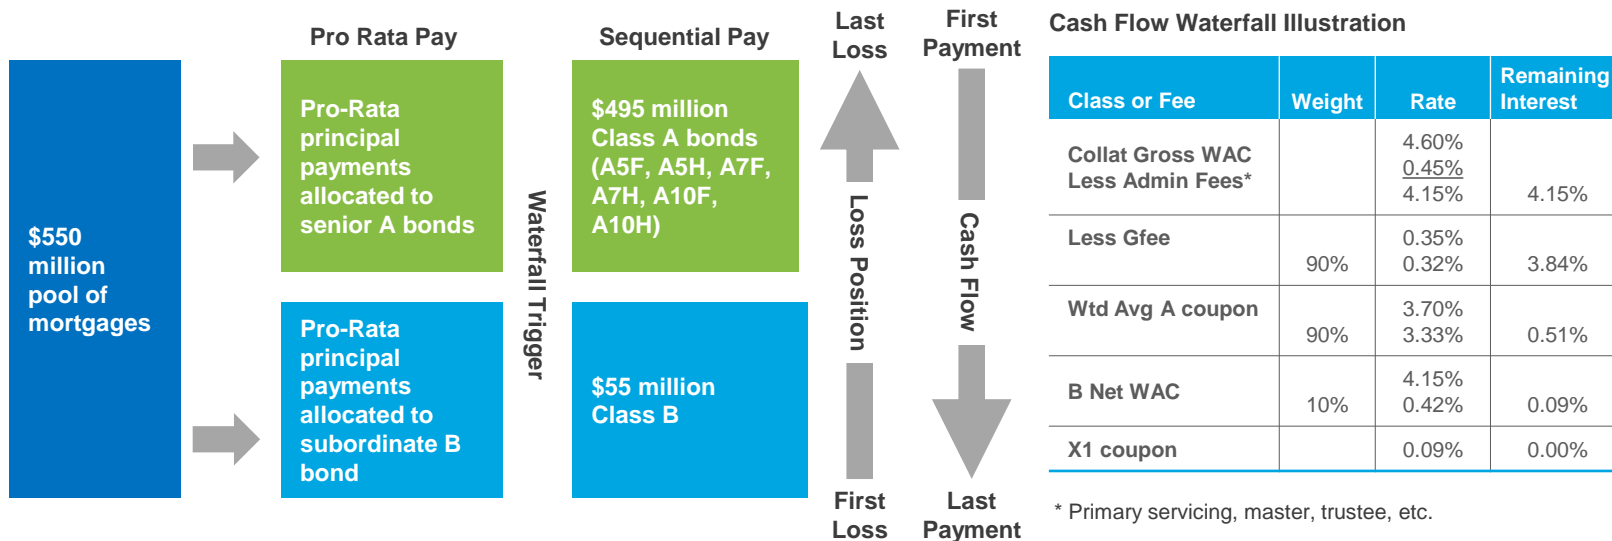 Pro Rata Pay
Sequential Pay
$550
million
pool of
mortgages
Pro-Rata
principal
payments
allocated to
senior A bonds
Pro-Rata
principal
payments
allocated to
subordinate B
bond
Waterfall Trigger
$495 million
Class A bonds
(A5F, A5H, A7F,
A7H, A10F,
A10H)
$55 million
Class B
Last
Loss
Loss Position
First
Loss
First
Payment
Cash Flow
Last
Payment
Cash Flow Waterfall Illustration
Class or Fee Weight Rate Remaining
Interest
Collat Gross WAC 4.60%
Less Admin Fees* 0.45%
4.15% 4.15%
Less Gfee 0.35%
90% 0.32% 3.84%
Wtd Avg A coupon 3.70%
90% 3.33% 0.51%
B Net WAC 4.15%
10% 0.42% 0.09%
X1 coupon 0.09% 0.00%
* Primary servicing, master, trustee, etc.